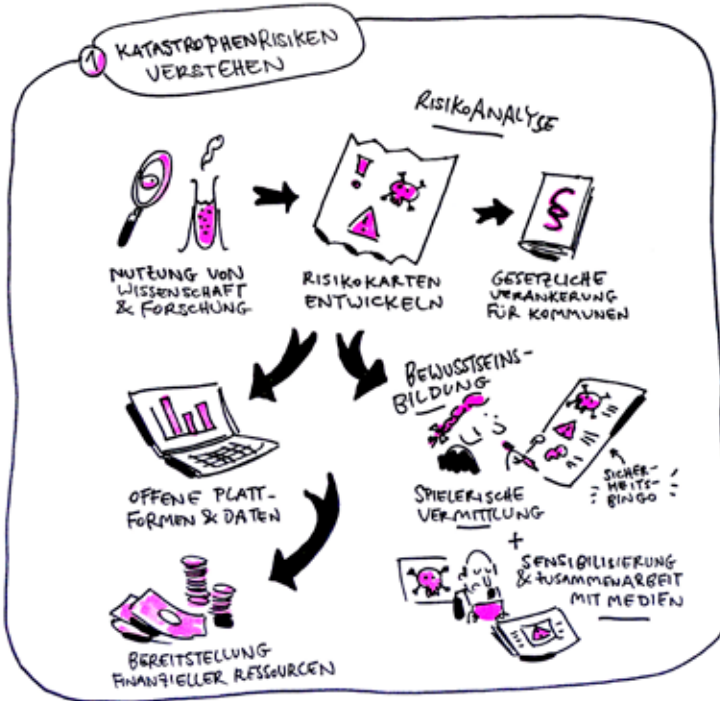 1 KATASTROPHENRISIKEN
VERSTEHEN
RISIKOANALYSE
NUTZUNG VON
WISSENSCHAFT
& FORSCHUNG
!
RISIKOKARTEN
ENTWICKELN
§
GESETZLICHE
VERANKERUNG
FÜR KOMMUNEN
OFFENE PLATT-
FORMEN & DATEN
BEWUSSTSEINS-
BILDUNG
SPIELERISCHE
VERMITTLUNG
SICHER-
HEITS-
BINGO
+
SENSIBILISIERUNG
& ZUSAMMENARBEIT
MIT MEDIEN
BEREITSTELLUNG
FINANZIELLER RESSOURCEN